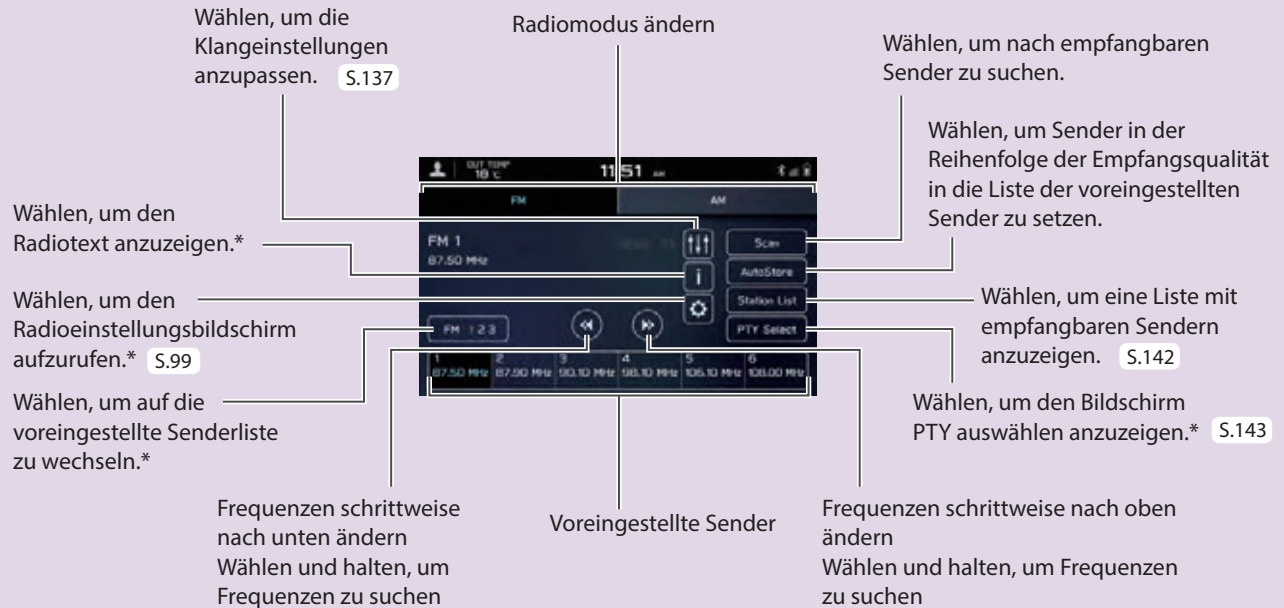 Wählen, um die
Klangeinstellungen
anzupassen. S.137
Radiomodus ändern
Wählen, um nach empfangbaren
Sender zu suchen.
Wählen, um Sender in der
Reihenfolge der Empfangsqualität
in die Liste der voreingestellten
Sender zu setzen.
Wählen, um den
Radiotext anzuzeigen.*
Wählen, um den
Radioeinstellungsbildschirm
aufzurufen.* S.99
Wählen, um auf die
voreingestellte Senderliste
zu wechseln.*
OUT TEMP
18 °C
11 51 AM
FM AM
FM 1
87.50 MHz
i
Scan
AutoStore
Station List
PTY Select
FM 1 2 3
1 2 3 4 5 6
87.50 MHz 87.90 MHz 90.10 MHz 98.10 MHz 106.10 MHz 108.00 MHz
Wählen, um eine Liste mit
empfangbaren Sendern
anzuzeigen. S.142
Wählen, um den Bildschirm
PTY auswählen anzuzeigen.* S.143
Frequenzen schrittweise
nach unten ändern
Wählen und halten, um
Frequenzen zu suchen
Voreingestellte Sender
Frequenzen schrittweise nach oben
ändern
Wählen und halten, um Frequenzen
zu suchen